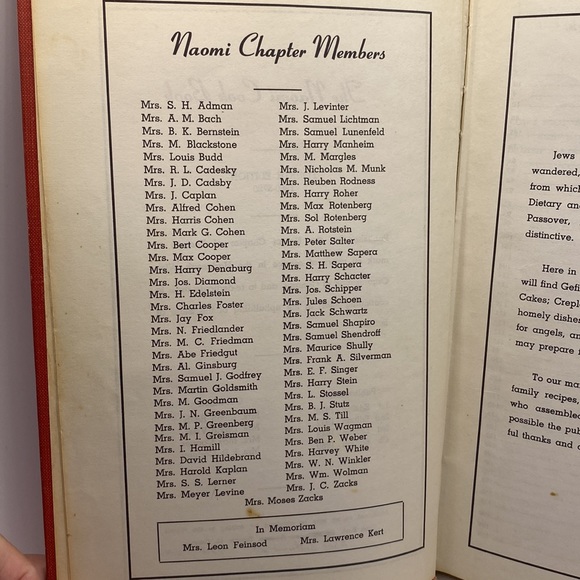 Naomi Chapter Members
Mrs. S. H. Adman
Mrs. A. M. Bach
Mrs. B. K. Bernstein
Mrs. M. Blackstone
Mrs. Louis Budd
Mrs. R. L. Cadesky
Mrs. J. D. Cadsby
Mrs. J. Caplan
Mrs. Alfred Cohen
Mrs. Harris Cohen
Mrs. Mark G. Cohen
Mrs. Bert Cooper
Mrs. Max Cooper
Mrs. Harry Denaburg
Mrs. Jos. Diamond
Mrs. H. Edelstein
Mrs. Charles Foster
Mrs. Jay Fox
Mrs. N. Friedlander
Mrs. M. C. Friedman
Mrs. Abe Friedgut
Mrs. Al. Ginsburg
Mrs. Samuel J. Godfrey
Mrs. Martin Goldsmith
Mrs. M. Goodman
Mrs. J. N. Greenbaum
Mrs. M. P. Greenberg
Mrs. M. I. Greisman
Mrs. I. Hamill
Mrs. David Hildebrand
Mrs. Harold Kaplan
Mrs. S. S. Lerner
Mrs. Meyer Levine
Mrs. J. Levinter
Mrs. Samuel Lichtman
Mrs. Samuel Lunenfeld
Mrs. Harry Manheim
Mrs. M. Margles
Mrs. Nicholas M. Munk
Mrs. Reuben Rodness
Mrs. Harry Roher
Mrs. Max Rotenberg
Mrs. Sol Rotenberg
Mrs. A. Rotstein
Mrs. Peter Salter
Mrs. Matthew Sapera
Mrs. S. H. Sapera
Mrs. Harry Schacter
Mrs. Jos. Schipper
Mrs. Jules Schoen
Mrs. Jack Schwartz
Mrs. Samuel Shapiro
Mrs. Samuel Shendroff
Mrs. Maurice Shully
Mrs. Frank A. Silverman
Mrs. E. F. Singer
Mrs. Harry Stein
Mrs. L. Stossel
Mrs. B. J. Stutz
Mrs. M. S. Till
Mrs. Louis Wagman
Mrs. Ben P. Weber
Mrs. Harvey White
Mrs. W. N. Winkler
Mrs. Wm. Wolman
Mrs. J. C. Zacks
Mrs. Moses Zacks
In Memoriam
Mrs. Leon Feinsod Mrs. Lawrence Kert
Jews
wandered,
from which
Dietary an
Passover,
distinctive.
Here in
will find Gefi
Cakes; Crepl
homely dishes
for angels, an
may prepare
To our ma
family recipes,
who assemble
possible the pub
ful thanks and